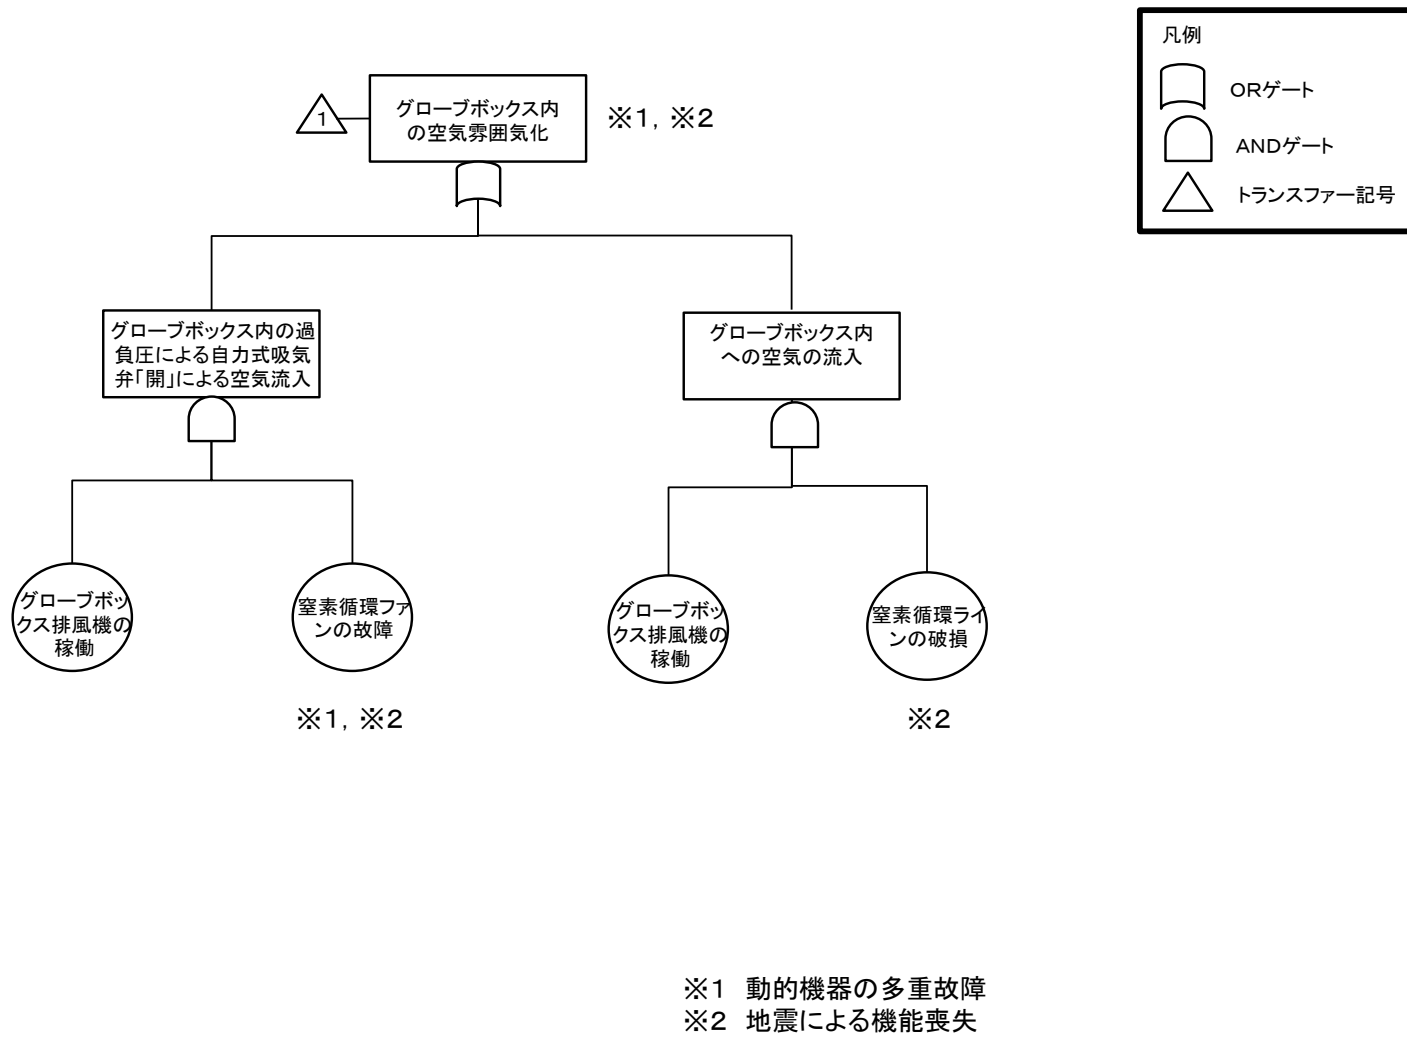 凡例
ORゲート
ANDゲート
トランスファー記号
1
グローブボックス内
の空気雰囲気化
※1，※2
グローブボックス内の過
負圧による自力式吸気
弁「開」による空気流入
グローブボックス内
への空気の流入
グローブボッ
クス排風機の
稼働
窒素循環ファ
ンの故障
グローブボッ
クス排風機の
稼働
窒素循環ライ
ンの破損
※1，※2
※2
※1　動的機器の多重故障
※2　地震による機能喪失